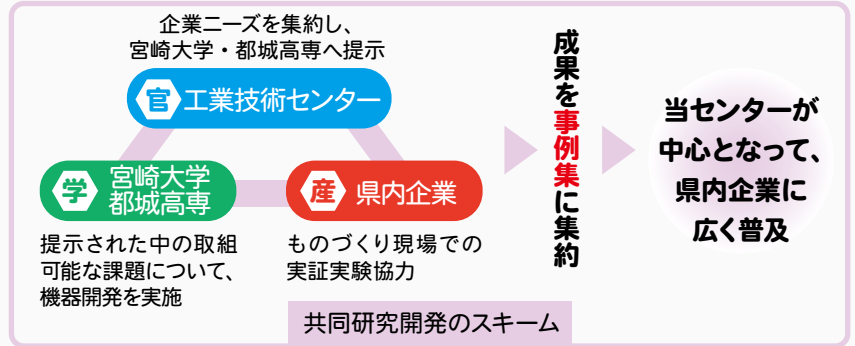 企業ニーズを集約し、
宮崎大学・都城高専へ提示
官 工業技術センター
学 宮崎大学
都城高専
産 県内企業
提示された中の取組
可能な課題について、
機器開発を実施
ものづくり現場での
実証実験協力
成果を事例集に集約
当センターが
中心となって、
県内企業に
広く普及
共同研究開発のスキーム